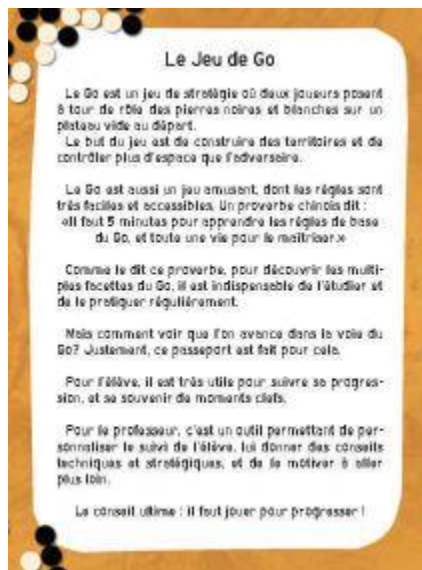 Le Jeu de Go
Le Go est un jeu de stratégie où deux joueurs posent
à tour de rôle des pierres noires et blanches sur un
plateau vide au départ.
Le but du jeu est de construire des territoires et de
contrôler plus d'espace que l'adversaire.
Le Go est aussi un jeu amusant, dont les règles sont
très faciles et accessibles. Un proverbe chinois dit :
«Il faut 5 minutes pour apprendre les règles de base
du Go, et toute une vie pour le maîtriser.»
Comme le dit ce proverbe, pour découvrir les multi-
ples facettes du Go, il est indispensable de l'étudier et
de le pratiquer régulièrement.
Mais comment voir que l'on avance dans la voie du
Go? Justement, ce passeport est fait pour cela.
Pour l'élève, il est très utile pour suivre sa progres-
sion, et se souvenir de moments clefs.
Pour le professeur, c'est un outil permettant de per-
sonnaliser le suivi de l'élève, lui donner des conseils
techniques et stratégiques, et de le motiver à aller
plus loin.
Le conseil ultime : il faut jouer pour progresser !